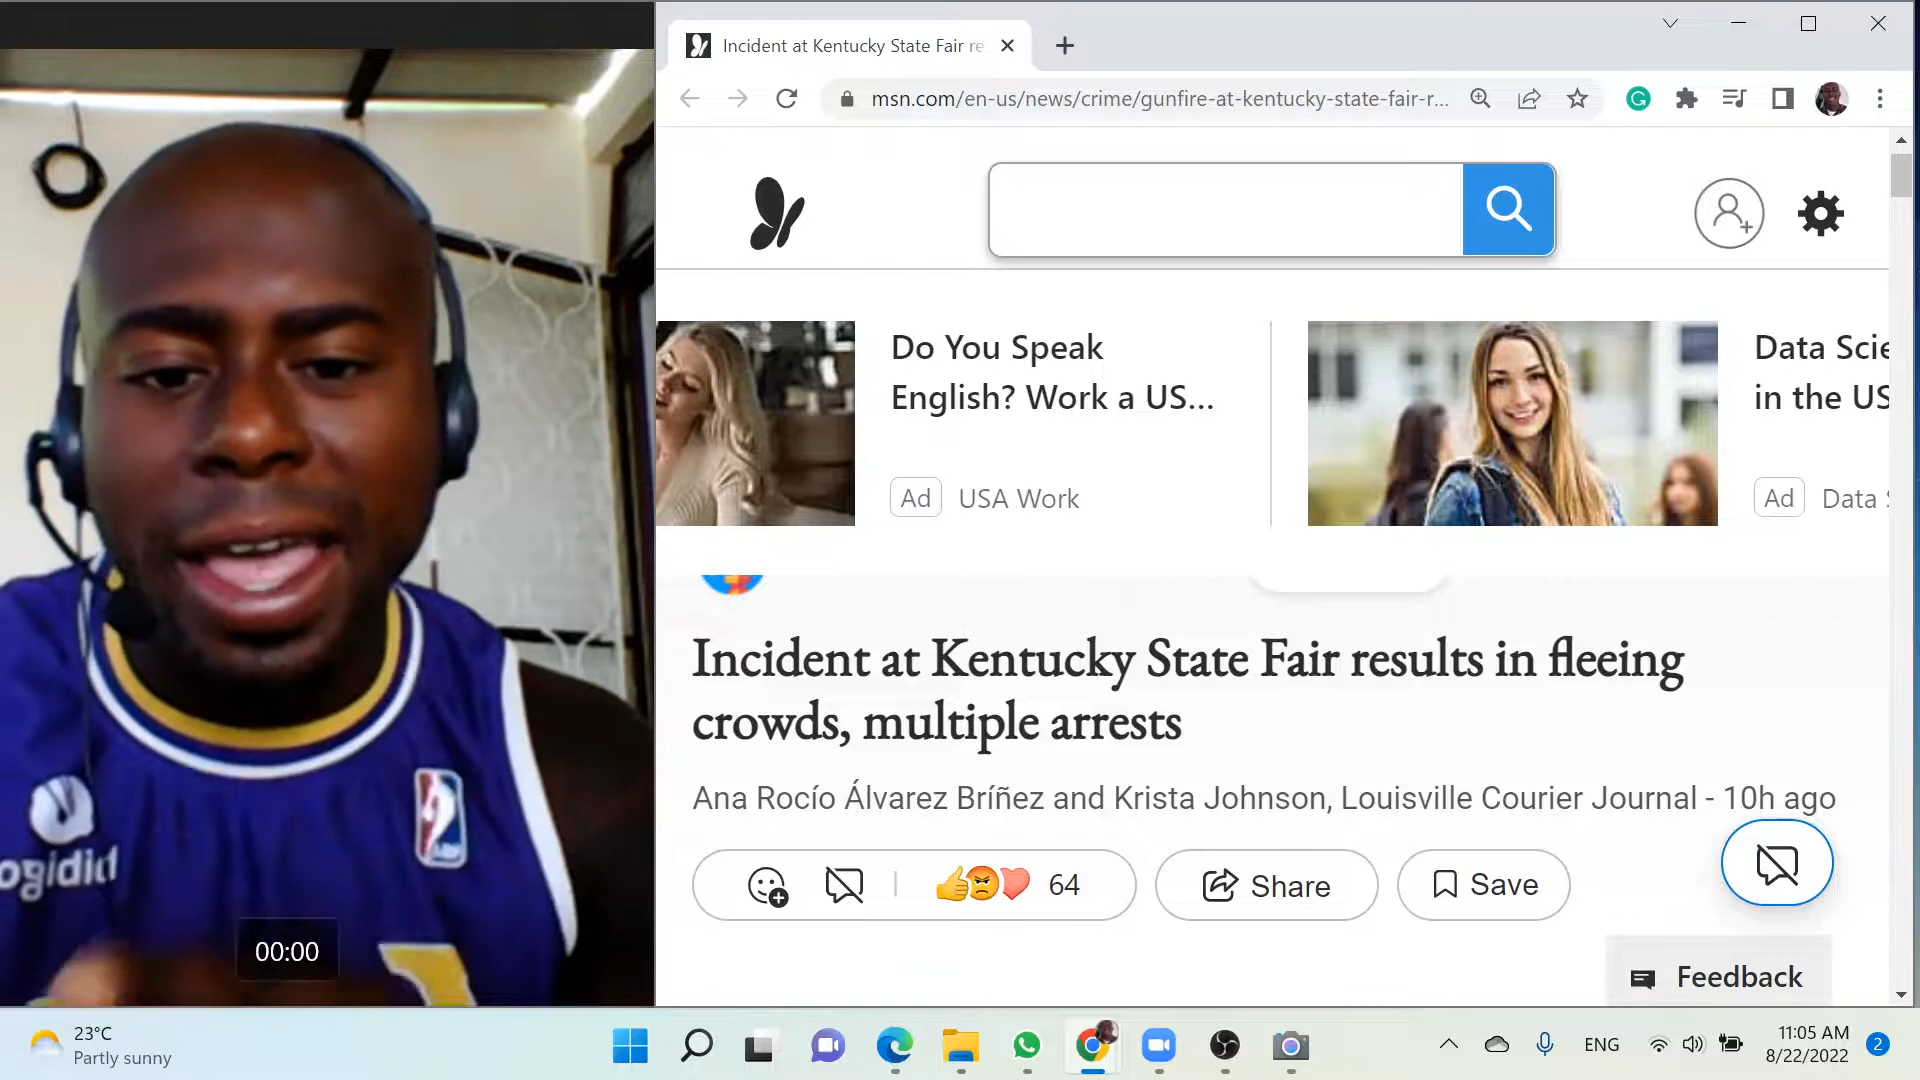 Incident at Kentucky State Fair re
msn.com/en-us/news/crime/gunfire-at-kentucky-state-fair-r...
Do You Speak
English? Work a US...
Ad USA Work
Data Scie
in the US
Ad Data S
Incident at Kentucky State Fair results in fleeing
crowds, multiple arrests
Ana Rocío Álvarez Bríñez and Krista Johnson, Louisville Courier Journal - 10h ago
64
Share
Save
Feedback
ogidict
00:00
23°C
Partly sunny
ENG
11:05 AM
8/22/2022
2